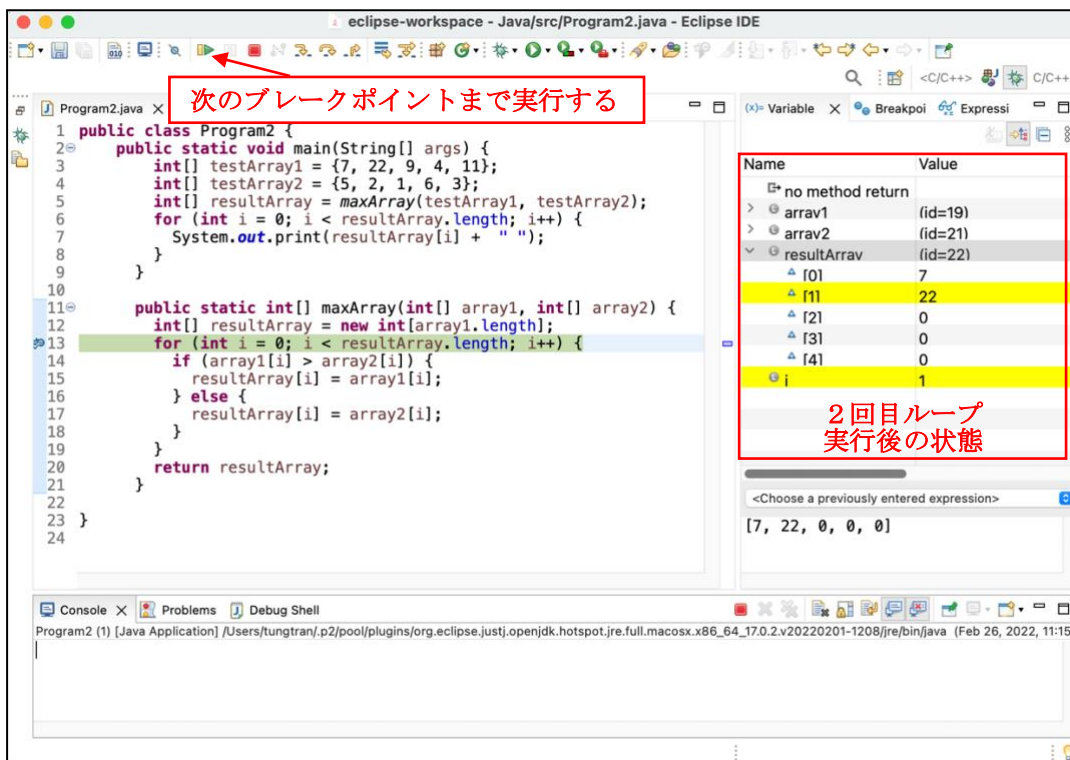 eclipse-workspace - Java/src/Program2.java - Eclipse IDE
<C/C++>
C/C++
次のブレークポイントまで実行する
Program2.java
1 public class Program2 {
2 public static void main(String[] args) {
3 int[] testArray1 = {7, 22, 9, 4, 11};
4 int[] testArray2 = {5, 2, 1, 6, 3};
5 int[] resultArray = maxArray(testArray1, testArray2);
6 for (int i = 0; i < resultArray.length; i++) {
7 System.out.print(resultArray[i] + " ");
8 }
9 }
10
11 public static int[] maxArray(int[] array1, int[] array2) {
12 int[] resultArray = new int[array1.length];
13 for (int i = 0; i < resultArray.length; i++) {
14 if (array1[i] > array2[i]) {
15 resultArray[i] = array1[i];
16 } else {
17 resultArray[i] = array2[i];
18 }
19 }
20 return resultArray;
21 }
22
23 }
24
(x)= Variable Breakpoi Expressi
Name Value
no method return
array1 (id=19)
array2 (id=21)
resultArray (id=22)
[0] 7
[1] 22
[2] 0
[3] 0
[4] 0
i 1
２回目ループ
実行後の状態
<Choose a previously entered expression>
[7, 22, 0, 0, 0]
Console Problems Debug Shell
Program2 (1) [Java Application] /Users/tungtran/.p2/pool/plugins/org.eclipse.justj.openjdk.hotspot.jre.full.macosx.x86_64_17.0.2.v20220201-1208/jre/bin/java (Feb 26, 2022, 11:15